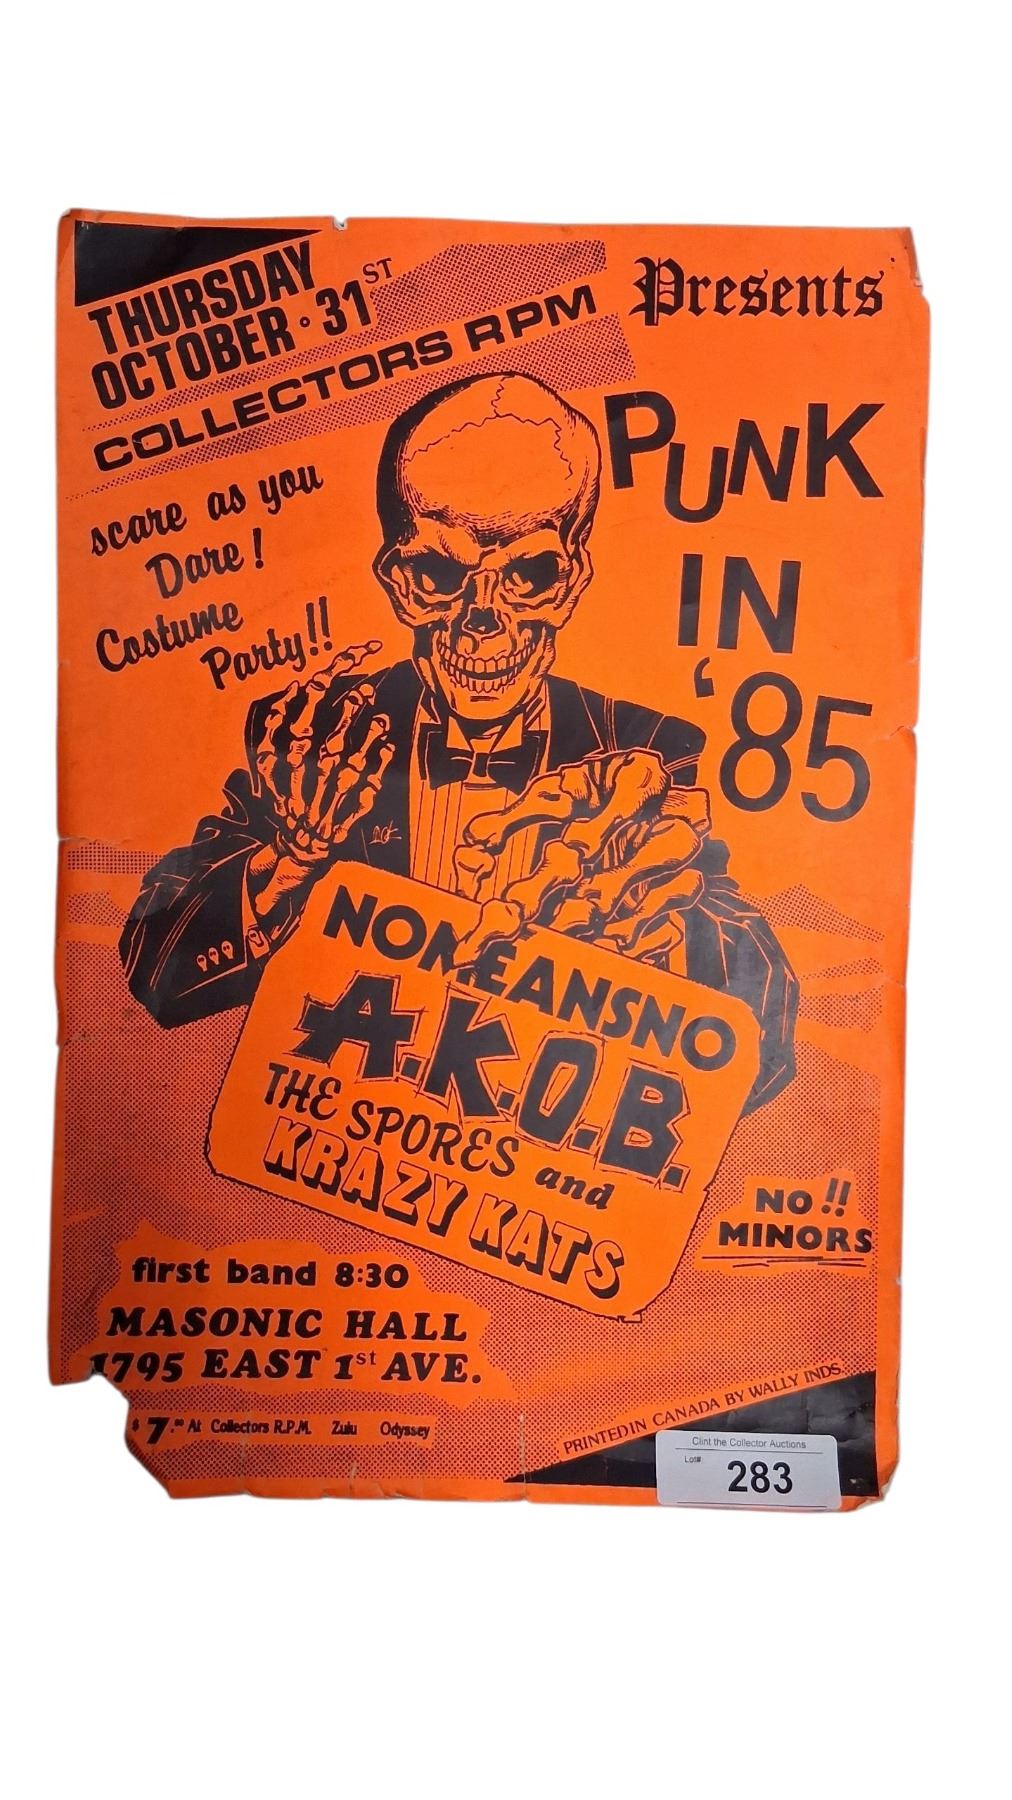 THURSDAY
OCTOBER • 31ST
COLLECTORS RPM
Presents
PUNK
IN
'85
scare as you
Dare!
Costume
Party!!
NOMEANSNO
A.K.O.B.
THE SPORES and
KRAZY KATS
NO!!
MINORS
first band 8:30
MASONIC HALL
1795 EAST 1st AVE.
$7.00 At Collectors R.P.M. Zulu Odyssey
PRINTED IN CANADA BY WALLY INDS.
Clint the Collector Auctions
Lot#
283